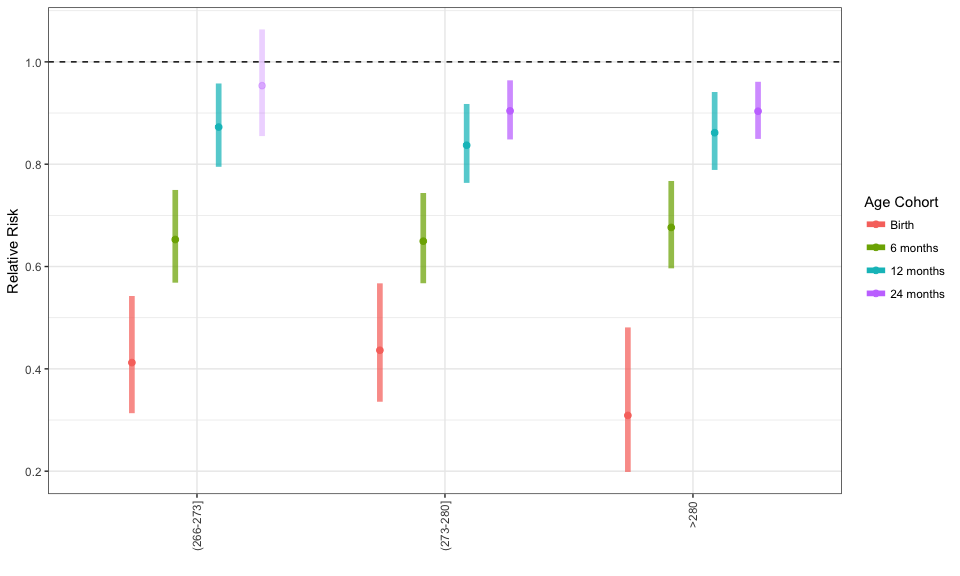 Relative Risk
1.0
0.8
0.6
0.4
0.2
(266-273]
(273-280]
>280
Age Cohort
Birth
6 months
12 months
24 months